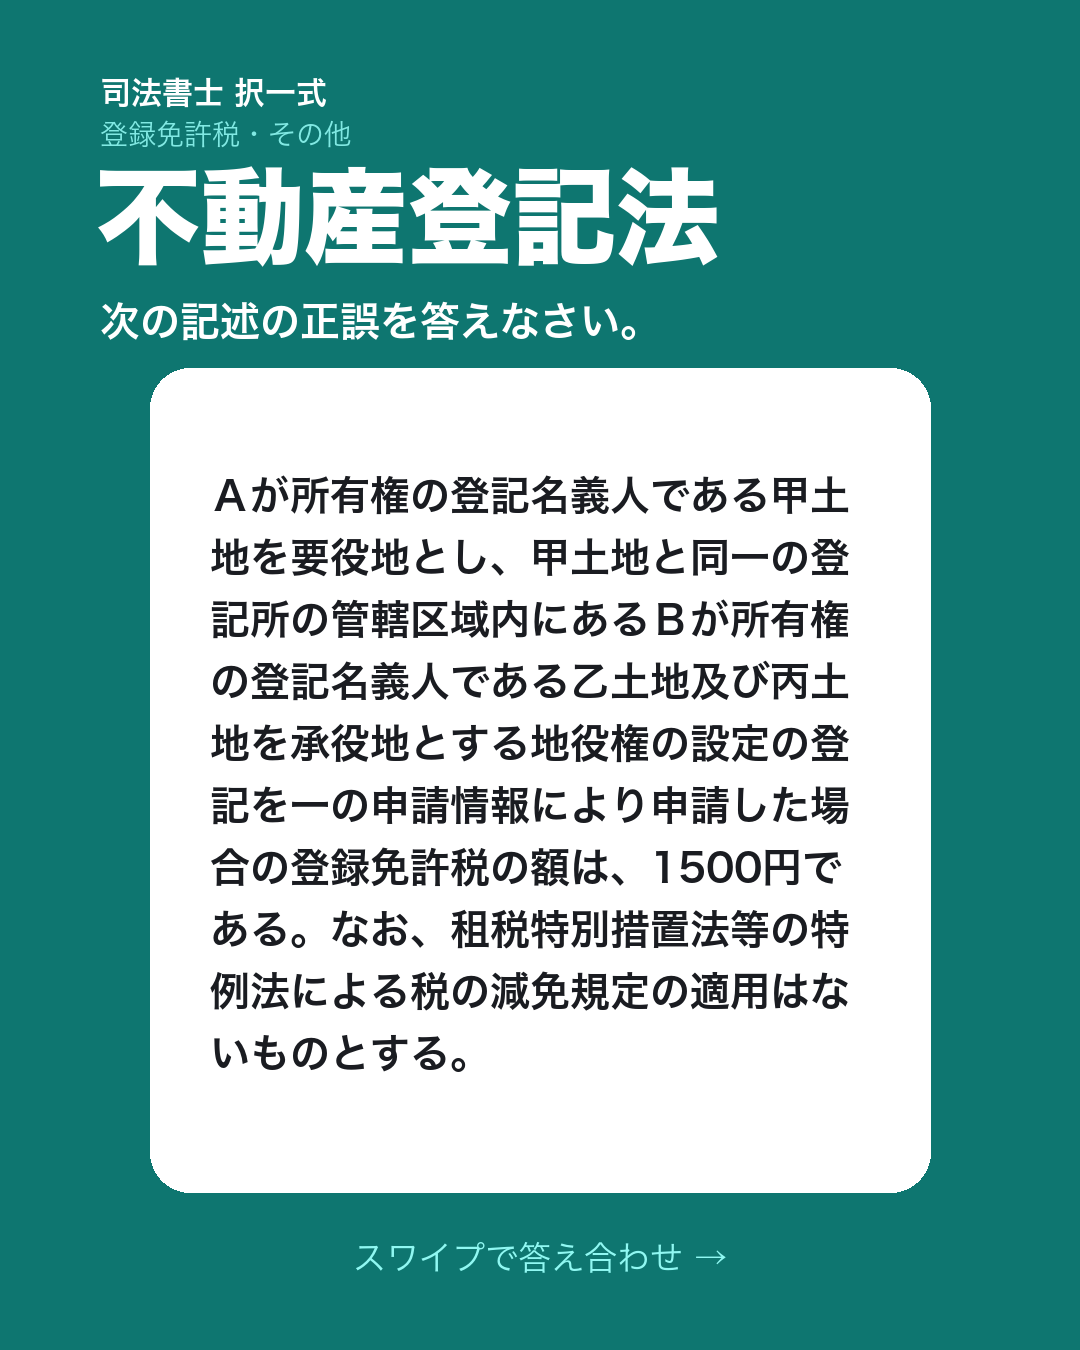 司法書士 択一式
登録免許税・その他
不動産登記法
次の記述の正誤を答えなさい。
Ａが所有権の登記名義人である甲土
地を要役地とし、甲土地と同一の登
記所の管轄区域内にあるＢが所有権
の登記名義人である乙土地及び丙土
地を承役地とする地役権の設定の登
記を一の申請情報により申請した場
合の登録免許税の額は、1500円で
ある。なお、租税特別措置法等の特
例法による税の減免規定の適用はな
いものとする。
スワイプで答え合わせ →